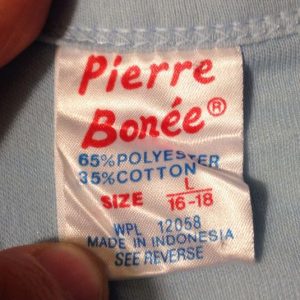 Pierre
Bonée®
65% POLYESTER
35% COTTON
SIZE L
16-18
WPL 12058
MADE IN INDONESIA
SEE REVERSE